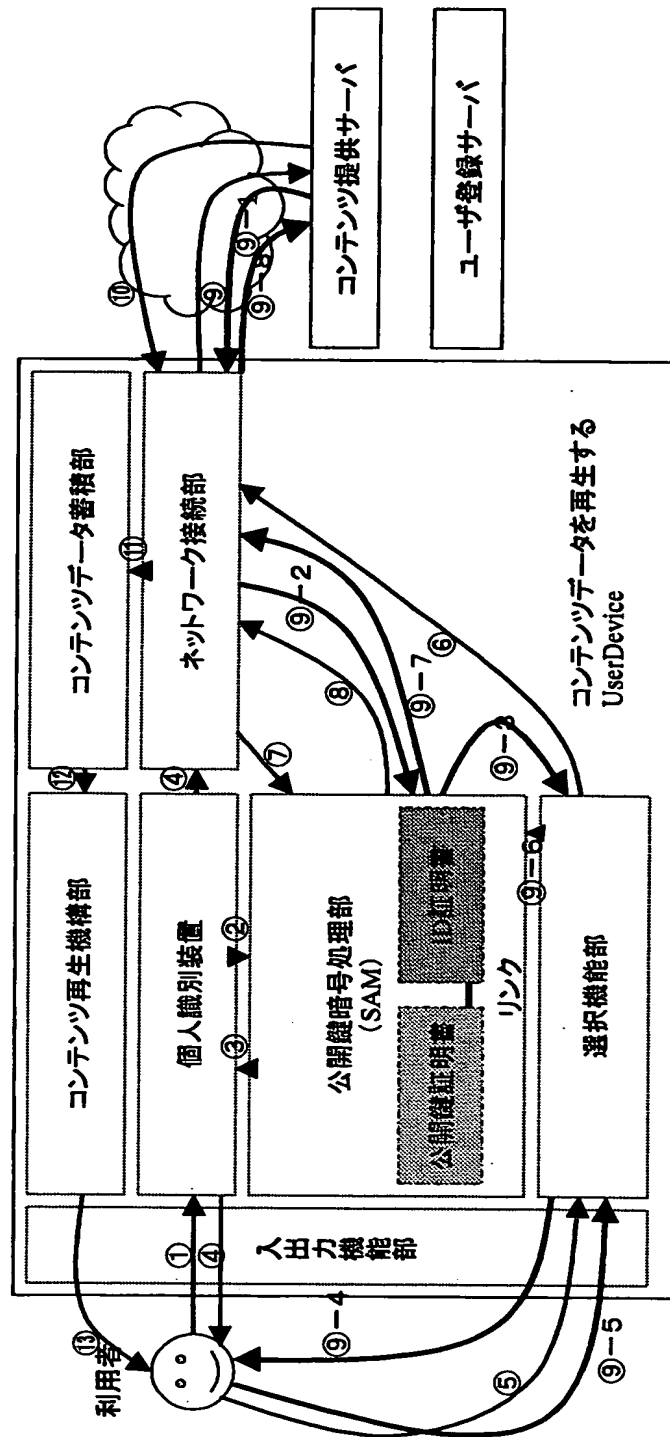 利用者
⑬
①
④
⑨-4
⑤
⑨-5
入出力機能部
コンテンツ再生機構部
個人識別装置
③
②
公開鍵暗号処理部
(SAM)
公開鍵証明書
ID証明書
リンク
選択機能部
⑨-6
⑫
④
⑦
⑧
⑨-2
⑨-7
⑨-3
⑥
コンテンツデータ蓄積部
⑪
ネットワーク接続部
コンテンツデータを再生する
UserDevice
⑩
⑨
⑨-1
⑨-8
コンテンツ提供サーバ
ユーザ登録サーバ